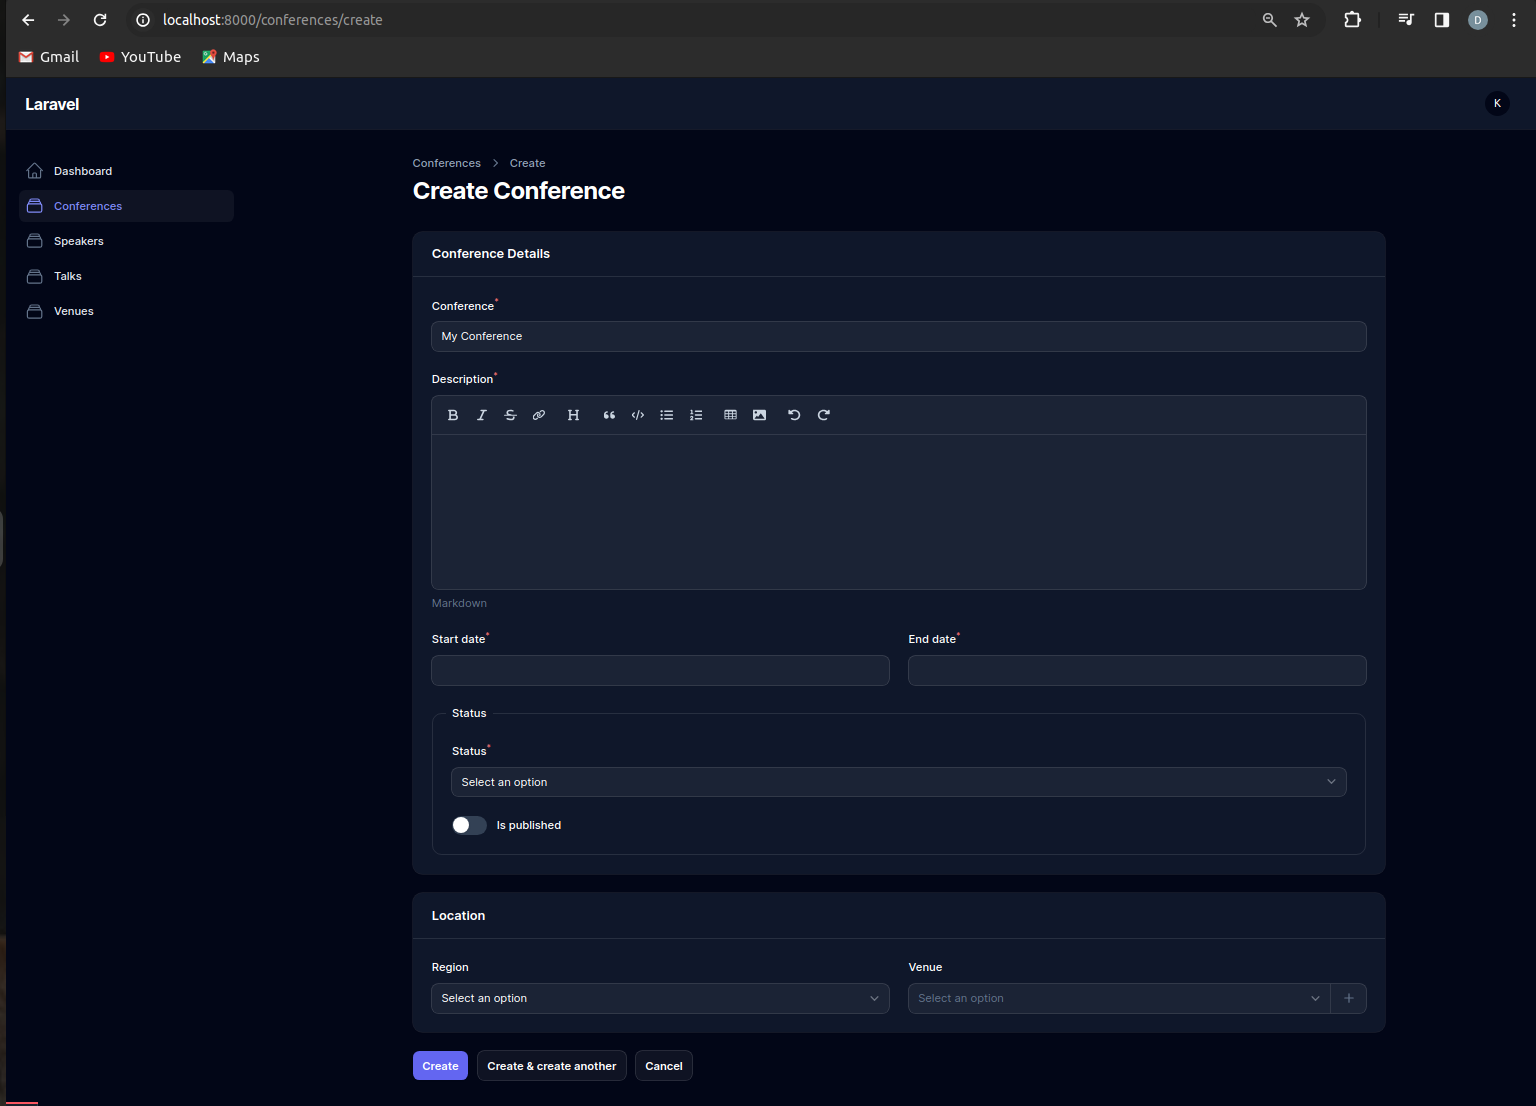 localhost:8000/conferences/create
D
Gmail YouTube Maps
Laravel
K
Dashboard
Conferences
Speakers
Talks
Venues
Conferences > Create
Create Conference
Conference Details
Conference*
My Conference
Description*
Markdown
Start date*
End date*
Status
Status*
Select an option
Is published
Location
Region
Venue
Select an option
Select an option
Create
Create & create another
Cancel